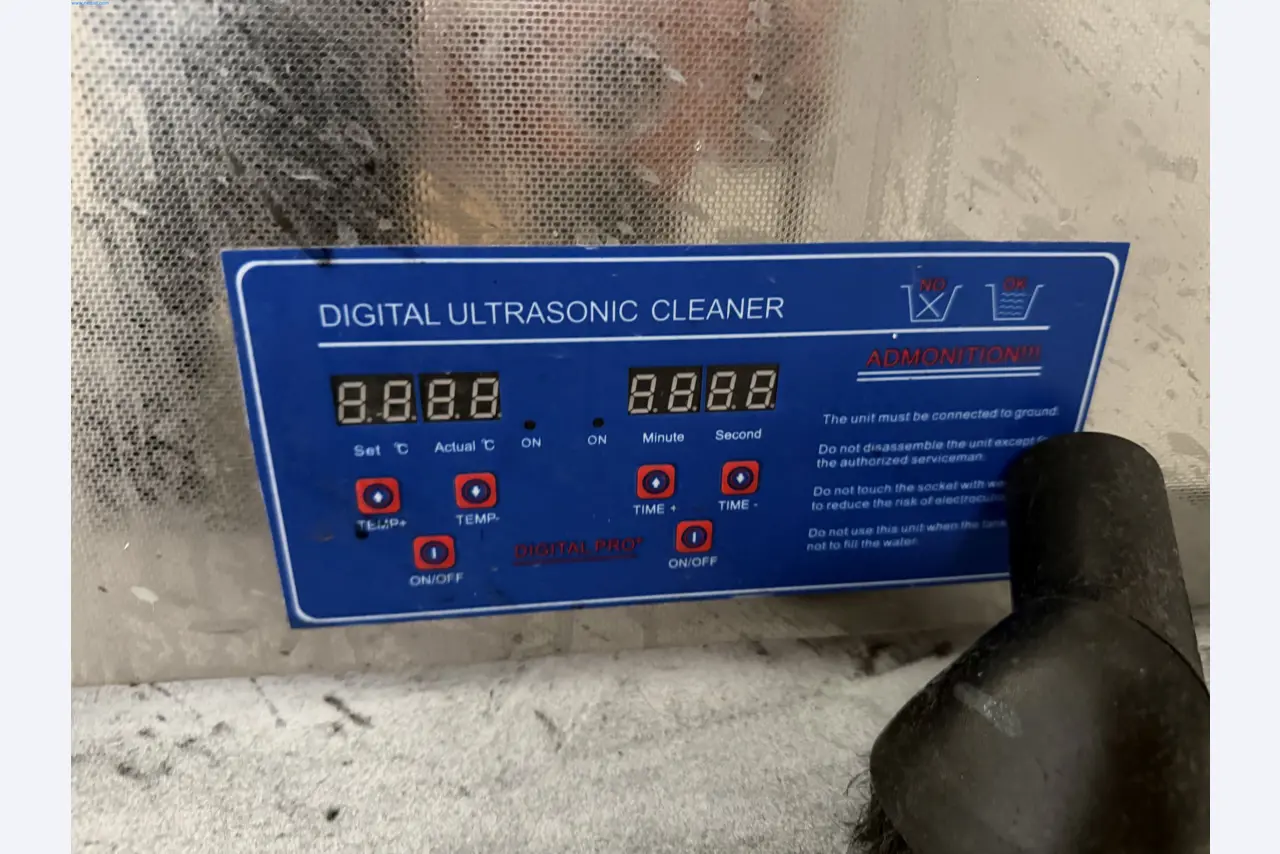 DIGITAL ULTRASONIC CLEANER
NO OK
ADMONITION!!!
8.8. 8.8. 8.8. 8.8.
Set °C Actual °C ON ON Minute Second
The unit must be connected to ground.
Do not disassemble the unit except
the authorized serviceman.
TEMP+ TEMP- TIME + TIME -
Do not touch the socket with
to reduce the risk of
Do not use this unit when the tank
not to fill the water.
DIGITAL PRO+
ON/OFF ON/OFF